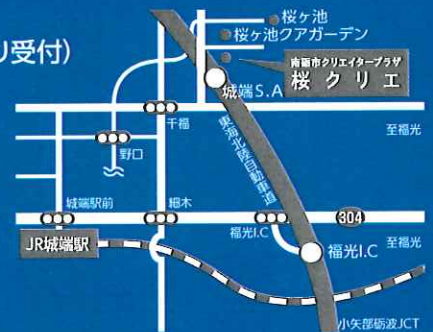 り受付)
桜ヶ池
桜ヶ池クアガーデン
南砺市クリエイタープラザ
桜クリエ
城端S.A
千福
至福光
野口
東海北陸自動車道
城端駅前
細木
福光I.C
304
至福光
JR城端駅
福光I.C
小矢部砺波JCT